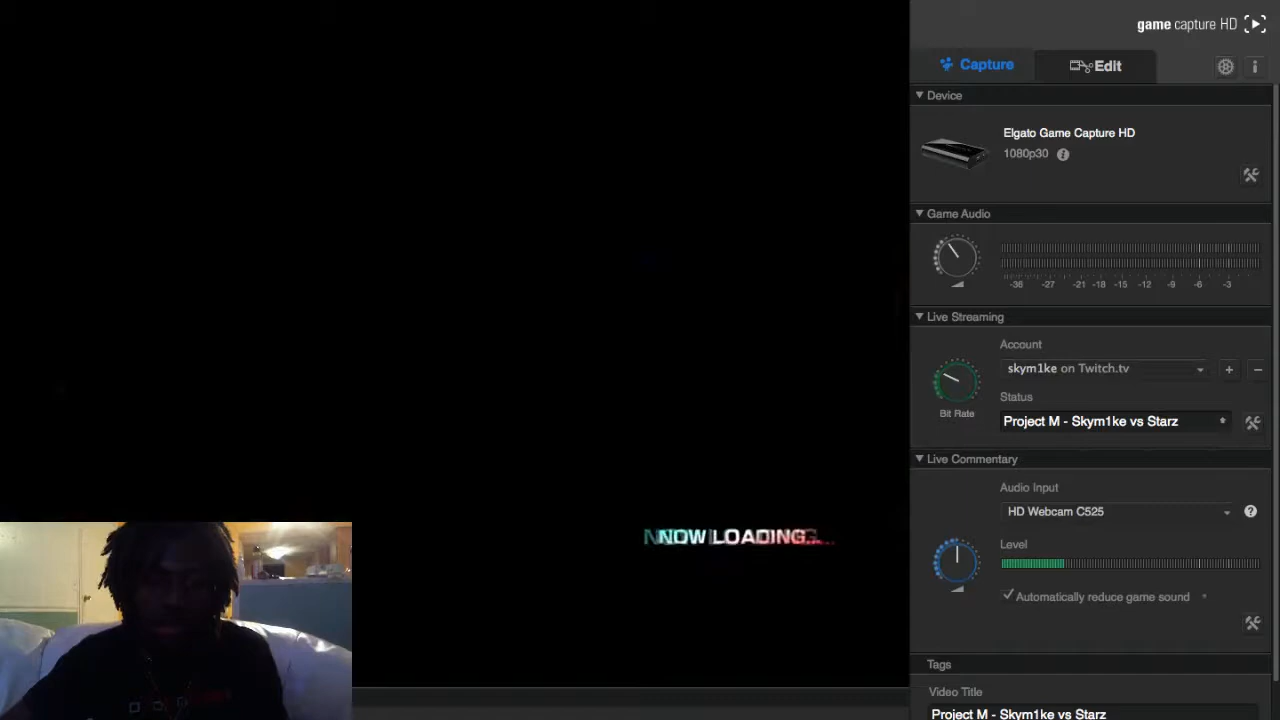 game capture HD
Capture
Edit
Device
Elgato Game Capture HD
1080p30
Game Audio
-36 -27 -21 -18 -15 -12 -9 -6 -3
Live Streaming
Account
skym1ke on Twitch.tv
Status
Bit Rate
Project M - Skym1ke vs Starz
Live Commentary
Audio Input
HD Webcam C525
NOW LOADING...
Level
Automatically reduce game sound
Tags
Video Title
Project M - Skym1ke vs Starz